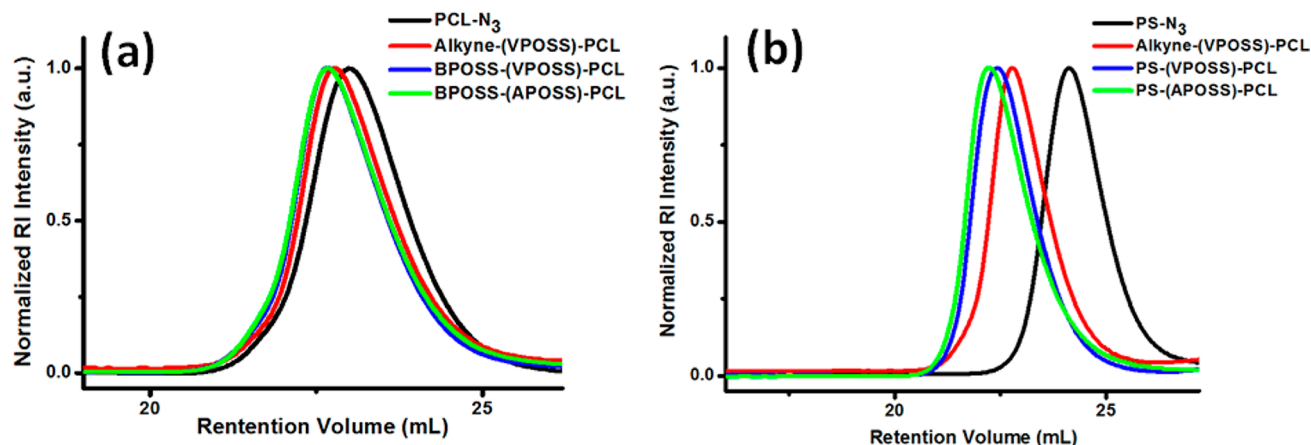 (a)
PCL-N3
Alkyne-(VPOSS)-PCL
BPOSS-(VPOSS)-PCL
BPOSS-(APOSS)-PCL
Normalized RI Intensity (a.u.)
1.0
0.5
0.0
20
25
Rentention Volume (mL)
(b)
PS-N3
Alkyne-(VPOSS)-PCL
PS-(VPOSS)-PCL
PS-(APOSS)-PCL
Normalized RI Intensity (a.u.)
1.0
0.5
0.0
20
25
Retention Volume (mL)